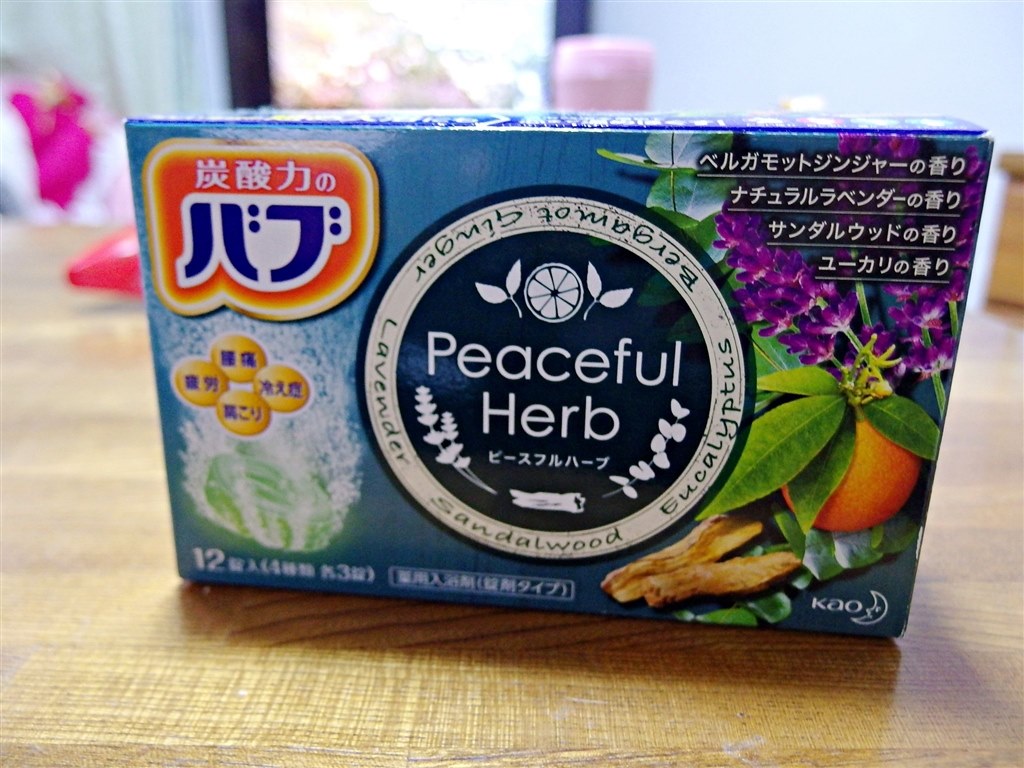 炭酸力の
バブ
腰痛
疲労
冷え症
肩こり
12錠入(4種類 各3錠)
薬用入浴剤(錠剤タイプ)
Bergamot Ginger
Lavender
Peaceful
Herb
ピースフルハーブ
Eucalyptus
Sandalwood
ベルガモットジンジャーの香り
ナチュラルラベンダーの香り
サンダルウッドの香り
ユーカリの香り
Kao